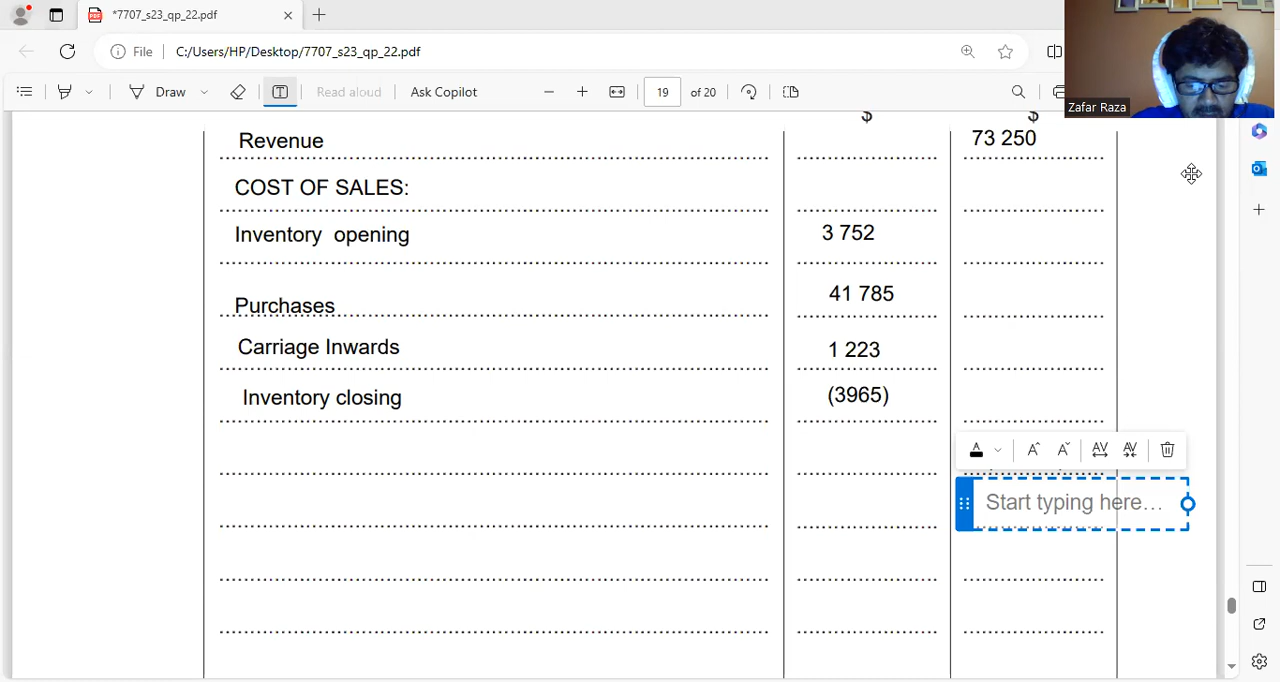 *7707_s23_qp_22.pdf
File C:/Users/HP/Desktop/7707_s23_qp_22.pdf
Draw Read aloud Ask Copilot 19 of 20
Zafar Raza
$ $
Revenue 73 250
COST OF SALES:
Inventory opening 3 752
Purchases 41 785
Carriage Inwards 1 223
Inventory closing (3965)
Start typing here...